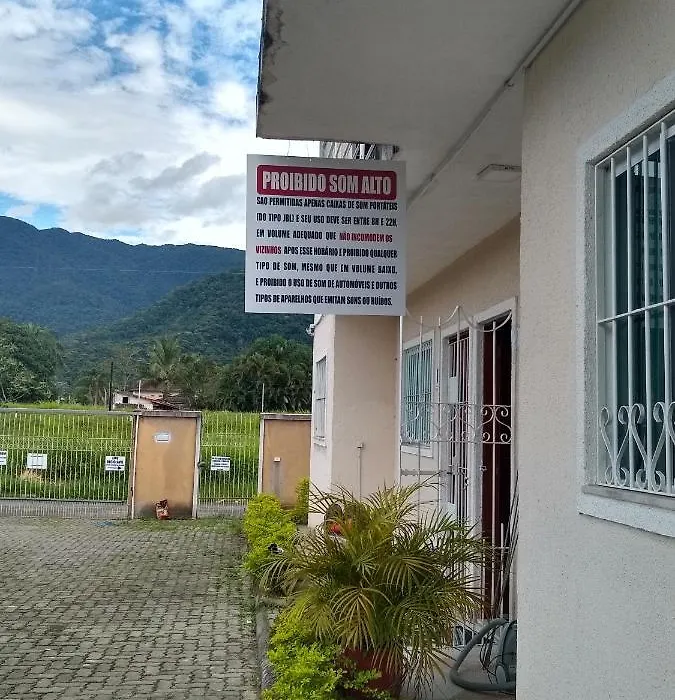 PROIBIDO SOM ALTO
SAO PERMITIDAS APENAS CAIXAS DE SOM PORTÁTEIS
(DO TIPO JBL) E SEU USO DEVE SER ENTRE 8H E 22H,
EM VOLUME ADEQUADO QUE NÃO INCOMODEM OS
VIZINHOS APOS ESSE HORÁRIO E PROIBIDO QUALQUER
TIPO DE SOM, MESMO QUE EM VOLUME BAIXO,
E PROIBIDO O USO DE SOM DE AUTOMÓVEIS E OUTROS
TIPOS DE APARELHOS QUE EMITAM SONS OU RUÍDOS.